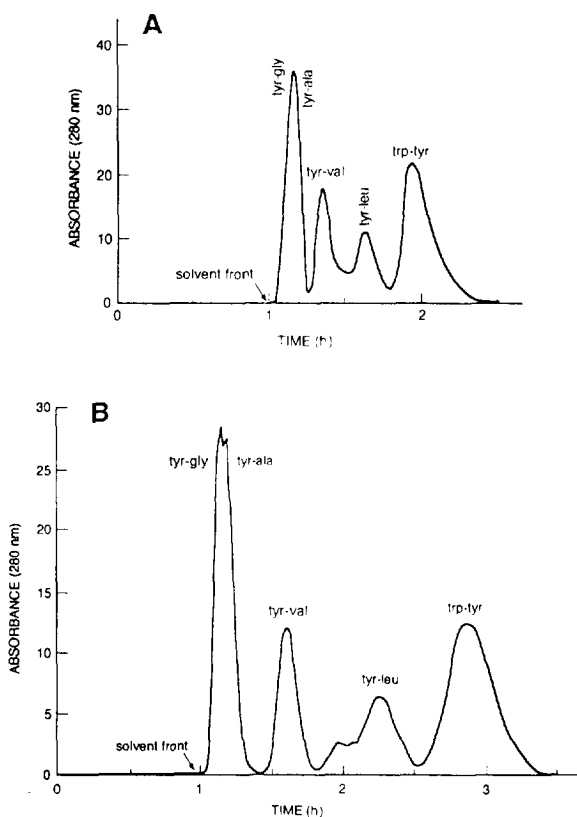 A
ABSORBANCE (280 nm)
40
30
20
10
0
tyr-gly
tyr-ala
tyr-val
tyr-leu
trp-tyr
solvent front
0
1
2
TIME (h)
B
ABSORBANCE (280 nm)
30
25
20
15
10
5
0
tyr-gly
tyr-ala
tyr-val
tyr-leu
trp-tyr
solvent front
0
1
2
3
TIME (h)